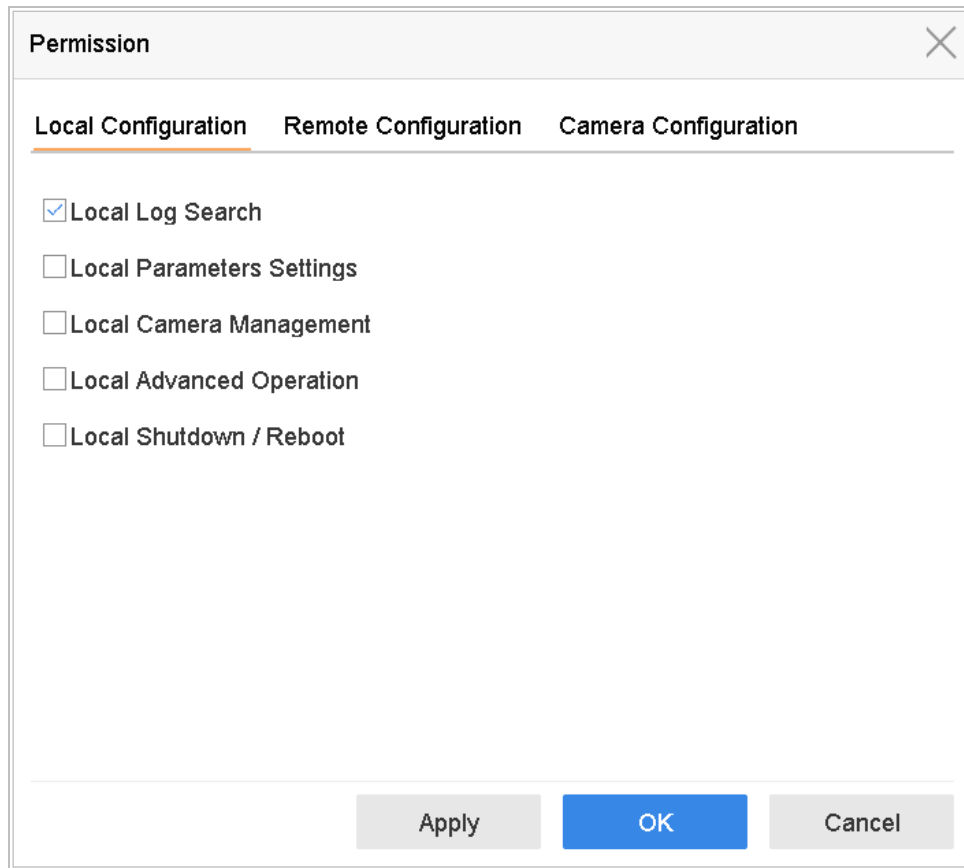 Permission
Local Configuration Remote Configuration Camera Configuration
Local Log Search
Local Parameters Settings
Local Camera Management
Local Advanced Operation
Local Shutdown / Reboot
Apply OK Cancel